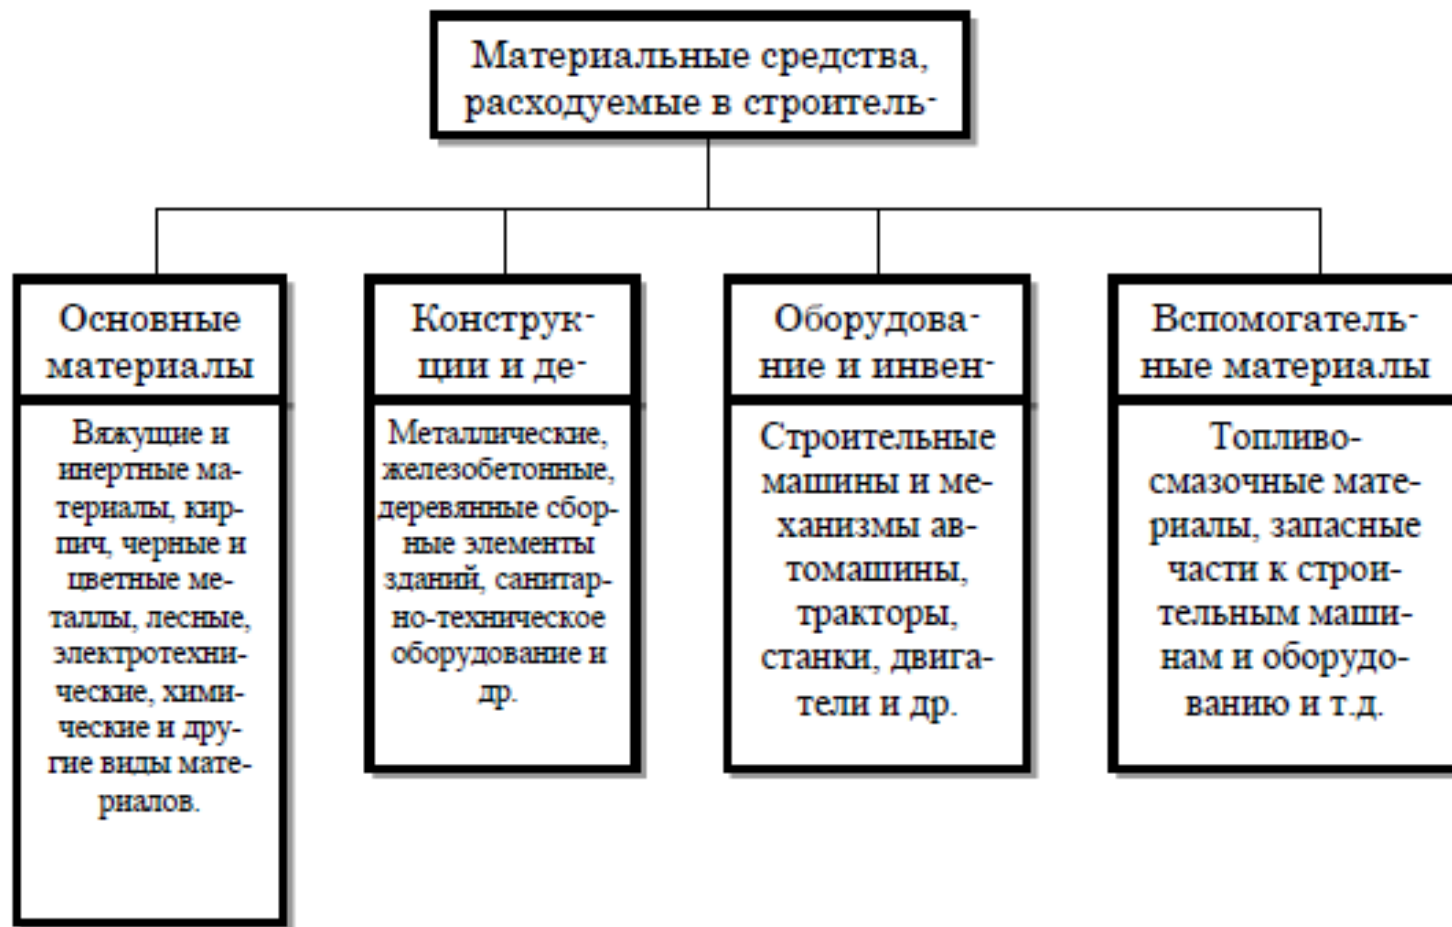 Материальные средства,
расходуемые в строитель-
Основные
материалы
Вяжущие и
инертные ма-
териалы, кир-
пич, черные и
цветные ме-
таллы, лесные,
электротехни-
ческие, хими-
ческие и дру-
гие виды мате-
риалов.
Конструк-
ции и де-
Металлические,
железобетонные,
деревянные сбор-
ные элементы
зданий, санитар-
но-техническое
оборудование и
др.
Оборудова-
ние и инвен-
Строительные
машины и ме-
ханизмы ав-
томашины,
тракторы,
станки, двига-
тели и др.
Вспомогатель-
ные материалы
Топливо-
смазочные мате-
риалы, запасные
части к строи-
тельным маши-
нам и оборудо-
ванию и т.д.